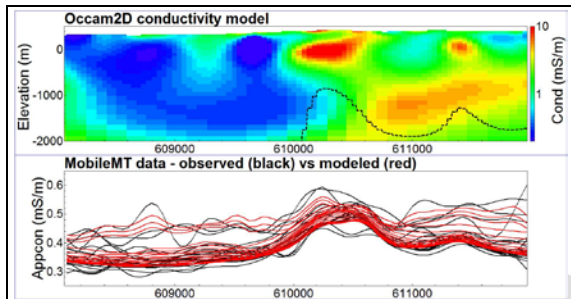 Occam2D conductivity model
Elevation (m)
0
-1000
-2000
609000 610000 611000
10
1
Cond (mS/m)
MobileMT data - observed (black) vs modeled (red)
Appcon (mS/m)
0.6
0.5
0.4
0.3
609000 610000 611000